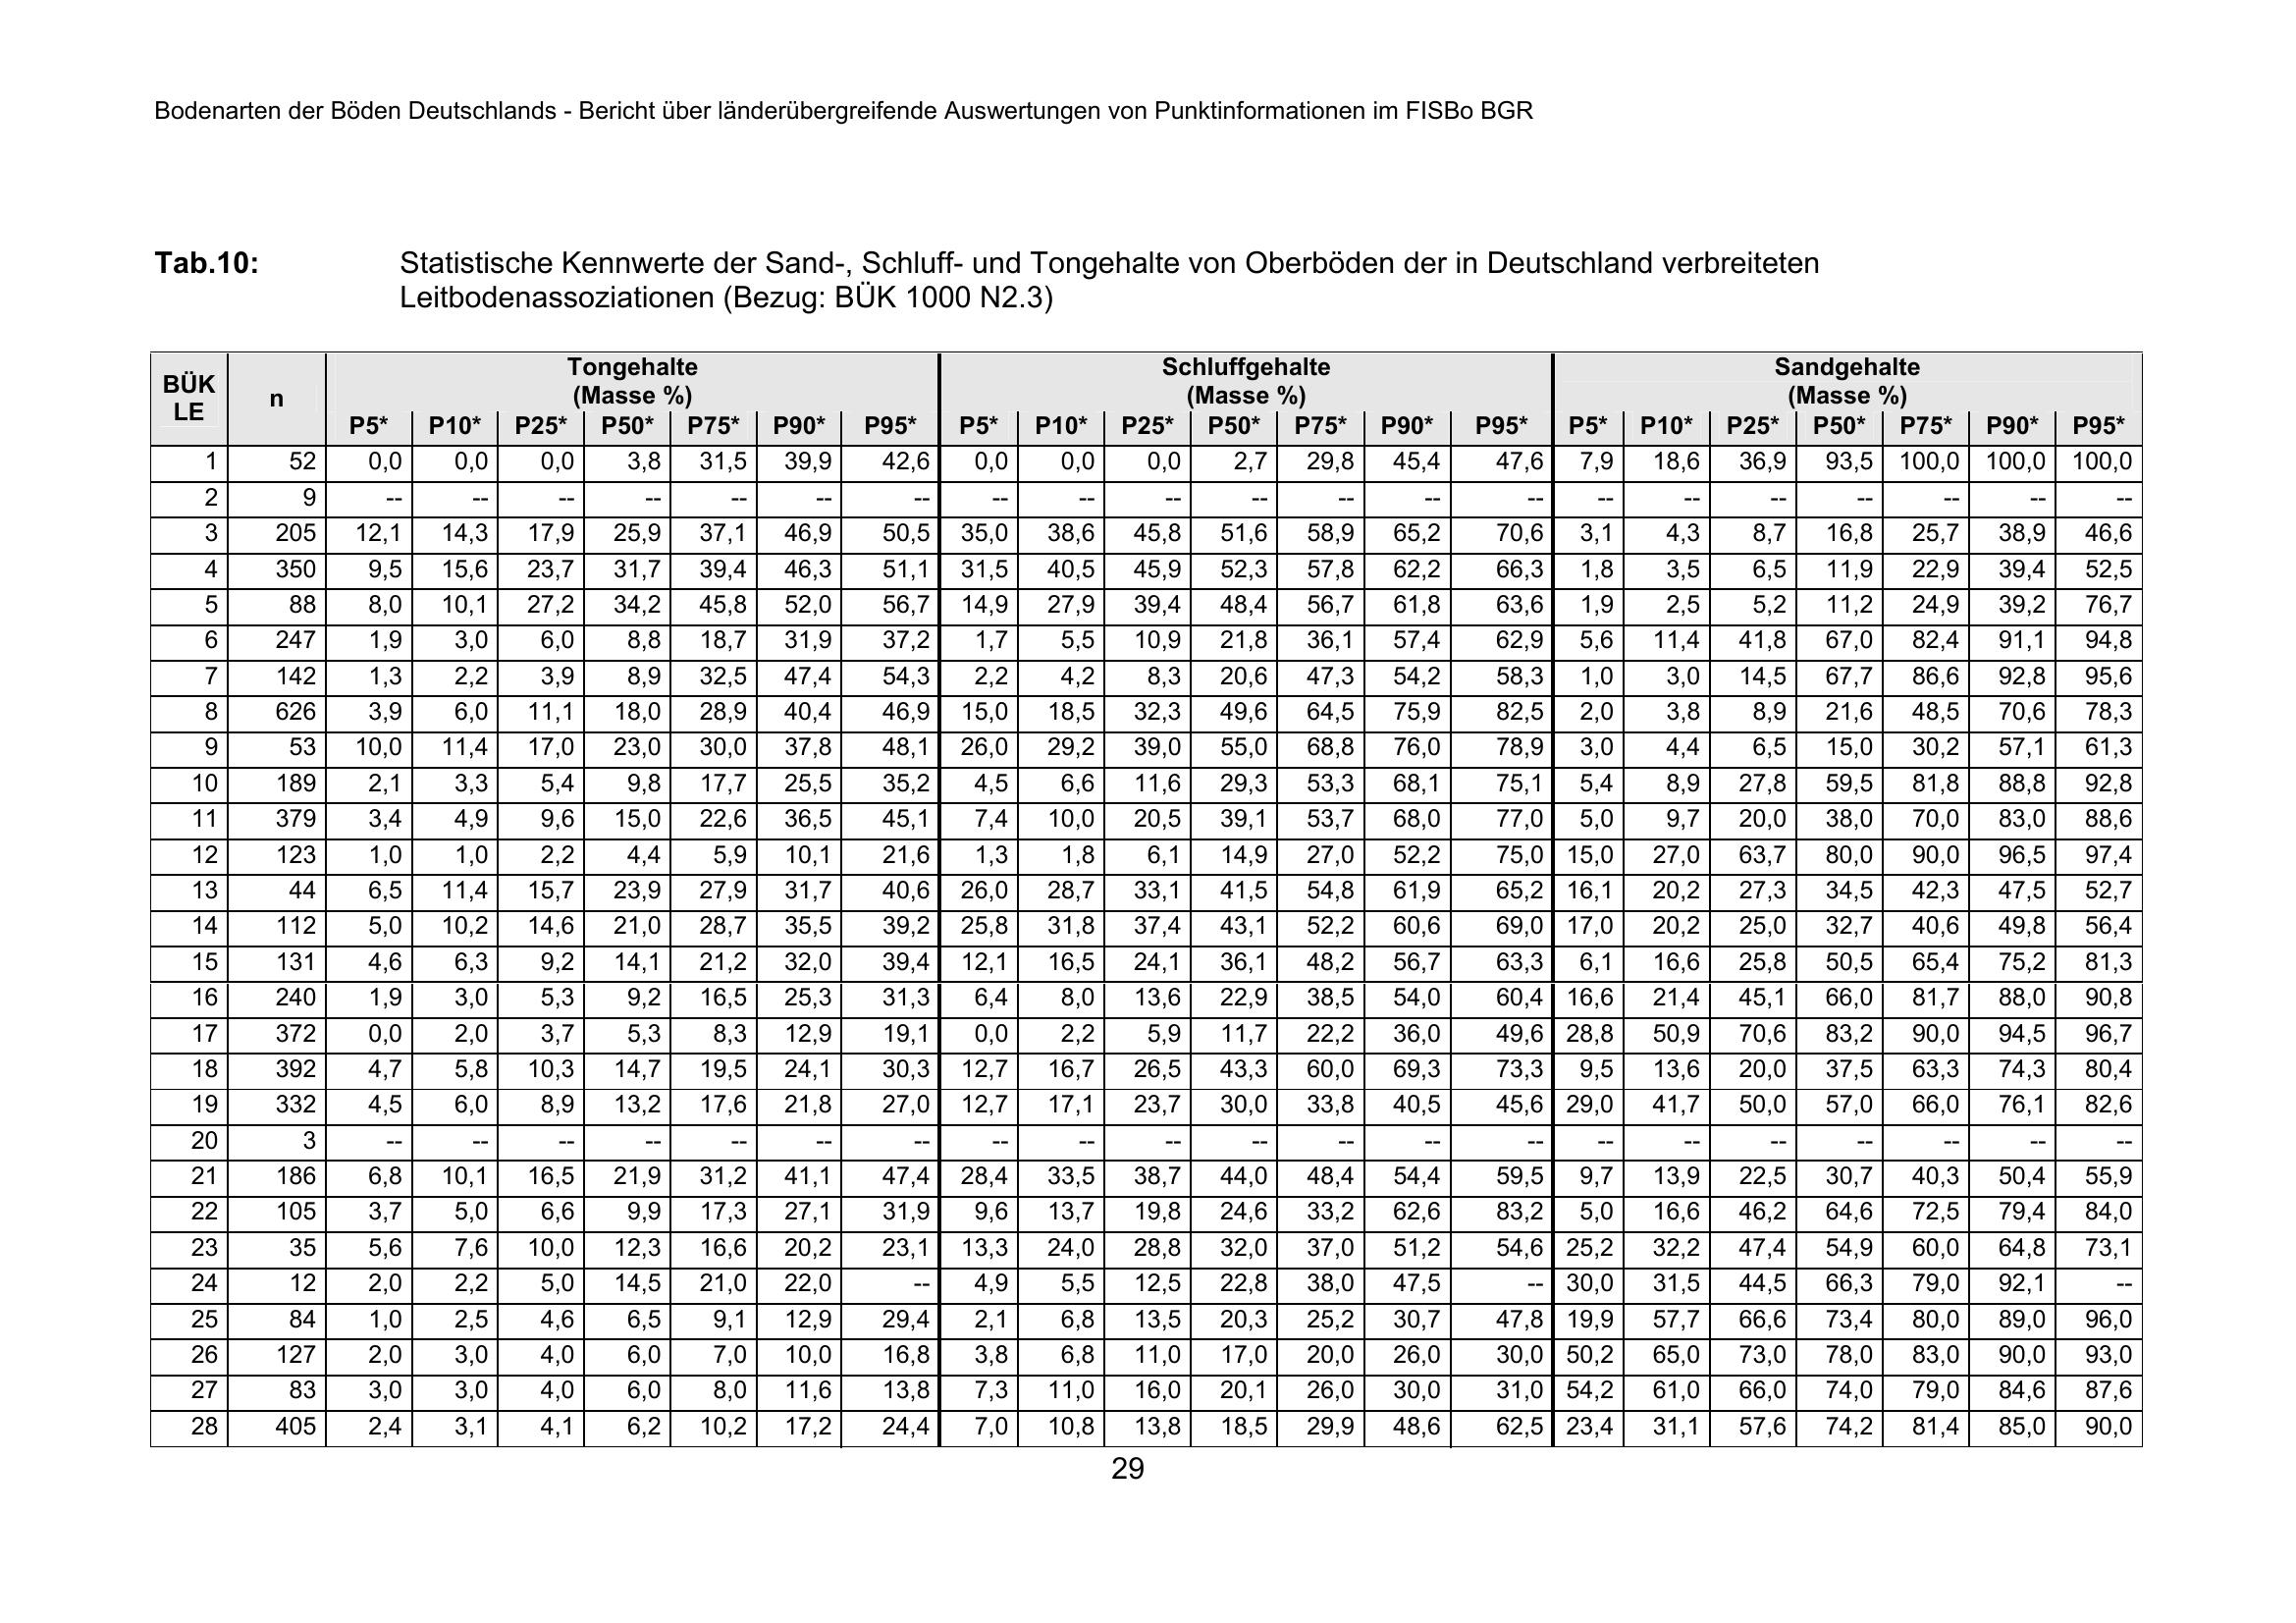 Bodenarten der Böden Deutschlands - Bericht über länderübergreifende Auswertungen von Punktinformationen im FISBo BGR
Tab.10: Statistische Kennwerte der Sand-, Schluff- und Tongehalte von Oberböden der in Deutschland verbreiteten
Leitbodenassoziationen (Bezug: BÜK 1000 N2.3)
BÜK LE n Tongehalte (Masse %) Schluffgehalte (Masse %) Sandgehalte (Masse %)
P5* P10* P25* P50* P75* P90* P95* P5* P10* P25* P50* P75* P90* P95* P5* P10* P25* P50* P75* P90* P95*
1 52 0,0 0,0 0,0 3,8 31,5 39,9 42,6 0,0 0,0 0,0 2,7 29,8 45,4 47,6 7,9 18,6 36,9 93,5 100,0 100,0 100,0
2 9 -- -- -- -- -- -- -- -- -- -- -- -- -- -- -- -- -- -- -- -- --
3 205 12,1 14,3 17,9 25,9 37,1 46,9 50,5 35,0 38,6 45,8 51,6 58,9 65,2 70,6 3,1 4,3 8,7 16,8 25,7 38,9 46,6
4 350 9,5 15,6 23,7 31,7 39,4 46,3 51,1 31,5 40,5 45,9 52,3 57,8 62,2 66,3 1,8 3,5 6,5 11,9 22,9 39,4 52,5
5 88 8,0 10,1 27,2 34,2 45,8 52,0 56,7 14,9 27,9 39,4 48,4 56,7 61,8 63,6 1,9 2,5 5,2 11,2 24,9 39,2 76,7
6 247 1,9 3,0 6,0 8,8 18,7 31,9 37,2 1,7 5,5 10,9 21,8 36,1 57,4 62,9 5,6 11,4 41,8 67,0 82,4 91,1 94,8
7 142 1,3 2,2 3,9 8,9 32,5 47,4 54,3 2,2 4,2 8,3 20,6 47,3 54,2 58,3 1,0 3,0 14,5 67,7 86,6 92,8 95,6
8 626 3,9 6,0 11,1 18,0 28,9 40,4 46,9 15,0 18,5 32,3 49,6 64,5 75,9 82,5 2,0 3,8 8,9 21,6 48,5 70,6 78,3
9 53 10,0 11,4 17,0 23,0 30,0 37,8 48,1 26,0 29,2 39,0 55,0 68,8 76,0 78,9 3,0 4,4 6,5 15,0 30,2 57,1 61,3
10 189 2,1 3,3 5,4 9,8 17,7 25,5 35,2 4,5 6,6 11,6 29,3 53,3 68,1 75,1 5,4 8,9 27,8 59,5 81,8 88,8 92,8
11 379 3,4 4,9 9,6 15,0 22,6 36,5 45,1 7,4 10,0 20,5 39,1 53,7 68,0 77,0 5,0 9,7 20,0 38,0 70,0 83,0 88,6
12 123 1,0 1,0 2,2 4,4 5,9 10,1 21,6 1,3 1,8 6,1 14,9 27,0 52,2 75,0 15,0 27,0 63,7 80,0 90,0 96,5 97,4
13 44 6,5 11,4 15,7 23,9 27,9 31,7 40,6 26,0 28,7 33,1 41,5 54,8 61,9 65,2 16,1 20,2 27,3 34,5 42,3 47,5 52,7
14 112 5,0 10,2 14,6 21,0 28,7 35,5 39,2 25,8 31,8 37,4 43,1 52,2 60,6 69,0 17,0 20,2 25,0 32,7 40,6 49,8 56,4
15 131 4,6 6,3 9,2 14,1 21,2 32,0 39,4 12,1 16,5 24,1 36,1 48,2 56,7 63,3 6,1 16,6 25,8 50,5 65,4 75,2 81,3
16 240 1,9 3,0 5,3 9,2 16,5 25,3 31,3 6,4 8,0 13,6 22,9 38,5 54,0 60,4 16,6 21,4 45,1 66,0 81,7 88,0 90,8
17 372 0,0 2,0 3,7 5,3 8,3 12,9 19,1 0,0 2,2 5,9 11,7 22,2 36,0 49,6 28,8 50,9 70,6 83,2 90,0 94,5 96,7
18 392 4,7 5,8 10,3 14,7 19,5 24,1 30,3 12,7 16,7 26,5 43,3 60,0 69,3 73,3 9,5 13,6 20,0 37,5 63,3 74,3 80,4
19 332 4,5 6,0 8,9 13,2 17,6 21,8 27,0 12,7 17,1 23,7 30,0 33,8 40,5 45,6 29,0 41,7 50,0 57,0 66,0 76,1 82,6
20 3 -- -- -- -- -- -- -- -- -- -- -- -- -- -- -- -- -- -- -- -- --
21 186 6,8 10,1 16,5 21,9 31,2 41,1 47,4 28,4 33,5 38,7 44,0 48,4 54,4 59,5 9,7 13,9 22,5 30,7 40,3 50,4 55,9
22 105 3,7 5,0 6,6 9,9 17,3 27,1 31,9 9,6 13,7 19,8 24,6 33,2 62,6 83,2 5,0 16,6 46,2 64,6 72,5 79,4 84,0
23 35 5,6 7,6 10,0 12,3 16,6 20,2 23,1 13,3 24,0 28,8 32,0 37,0 51,2 54,6 25,2 32,2 47,4 54,9 60,0 64,8 73,1
24 12 2,0 2,2 5,0 14,5 21,0 22,0 -- 4,9 5,5 12,5 22,8 38,0 47,5 -- 30,0 31,5 44,5 66,3 79,0 92,1 --
25 84 1,0 2,5 4,6 6,5 9,1 12,9 29,4 2,1 6,8 13,5 20,3 25,2 30,7 47,8 19,9 57,7 66,6 73,4 80,0 89,0 96,0
26 127 2,0 3,0 4,0 6,0 7,0 10,0 16,8 3,8 6,8 11,0 17,0 20,0 26,0 30,0 50,2 65,0 73,0 78,0 83,0 90,0 93,0
27 83 3,0 3,0 4,0 6,0 8,0 11,6 13,8 7,3 11,0 16,0 20,1 26,0 30,0 31,0 54,2 61,0 66,0 74,0 79,0 84,6 87,6
28 405 2,4 3,1 4,1 6,2 10,2 17,2 24,4 7,0 10,8 13,8 18,5 29,9 48,6 62,5 23,4 31,1 57,6 74,2 81,4 85,0 90,0
29